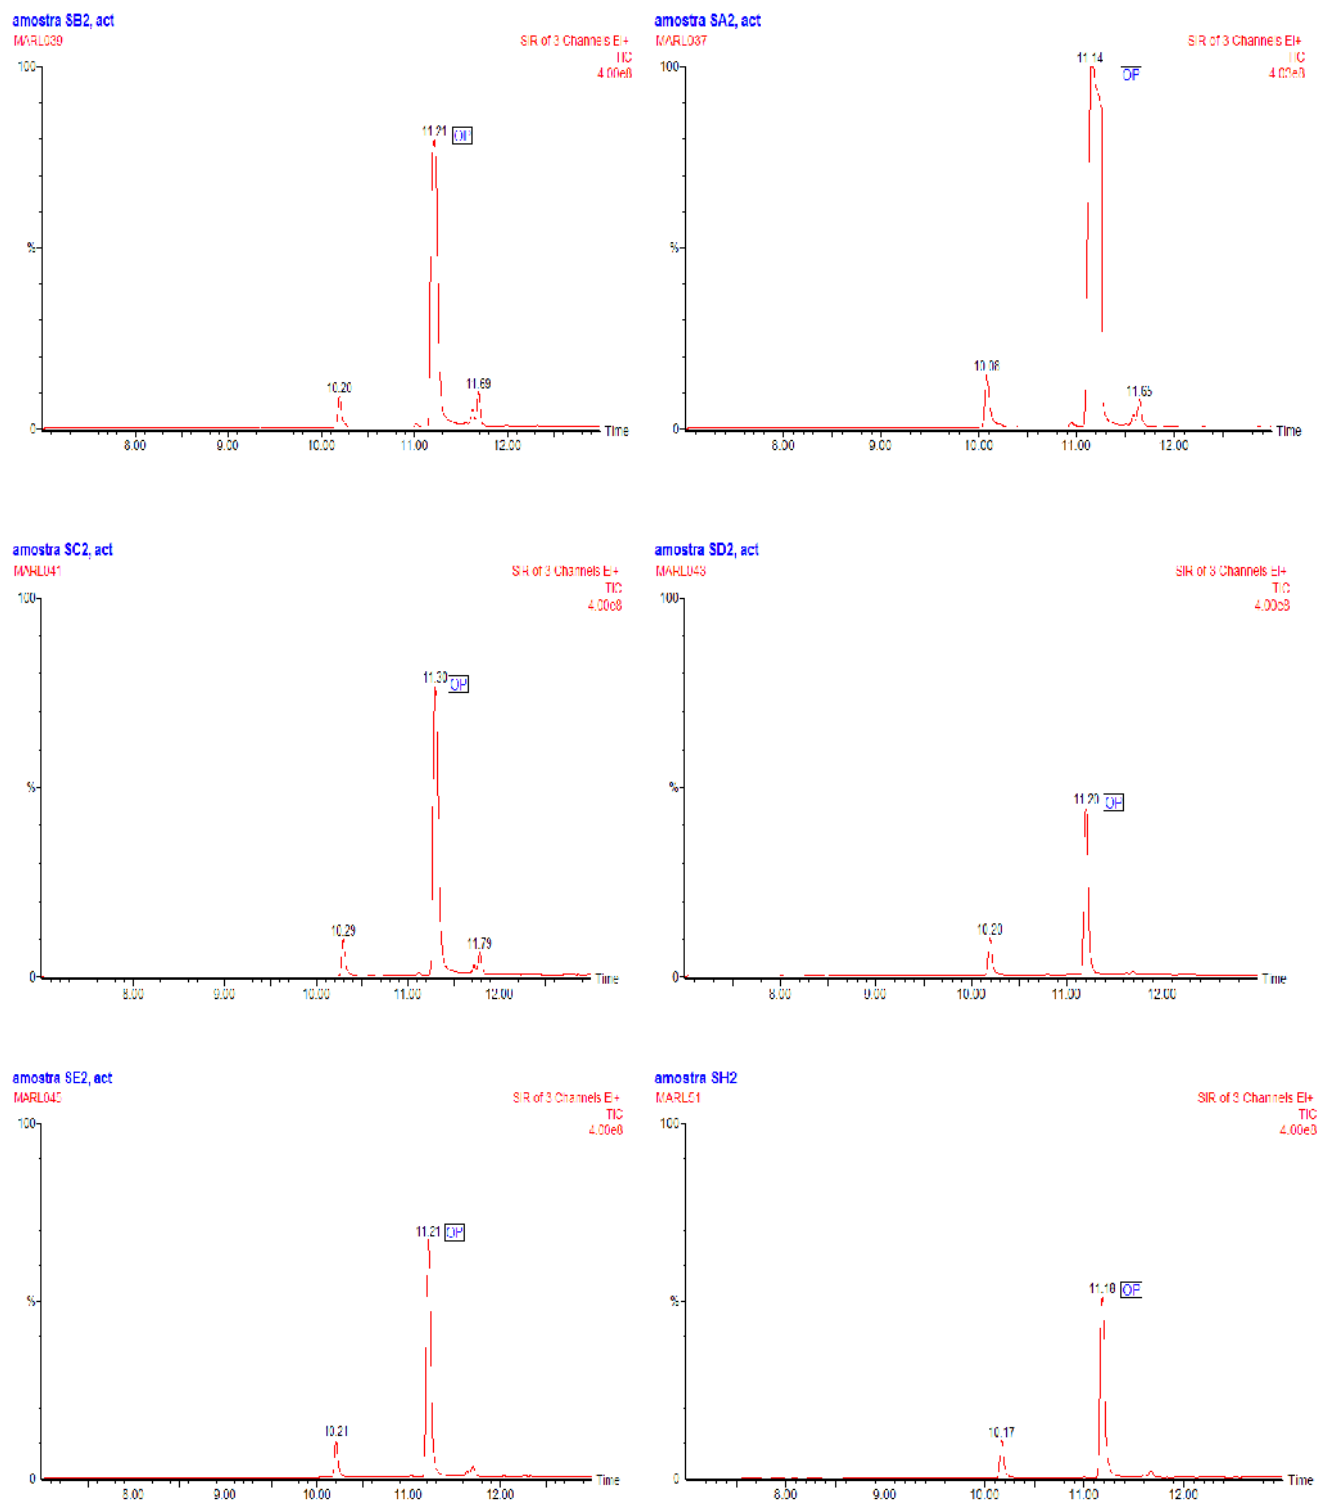 amostra SB2, act
MARL039
SIR of 3 Channels EI+
TIC
4.00e8
100
11.21 OP
%
10.20
11.69
0
Time
8.00 9.00 10.00 11.00 12.00
amostra SA2, act
MARL037
SIR of 3 Channels EI+
TIC
4.00e8
100
11.14 OP
%
10.08
11.65
0
Time
8.00 9.00 10.00 11.00 12.00
amostra SC2, act
MARL041
SIR of 3 Channels EI+
TIC
4.00e8
100
11.30 OP
%
10.29
11.79
0
Time
8.00 9.00 10.00 11.00 12.00
amostra SD2, act
MARL043
SIR of 3 Channels EI+
TIC
4.00e8
100
%
11.20 OP
10.20
0
Time
8.00 9.00 10.00 11.00 12.00
amostra SE2, act
MARL045
SIR of 3 Channels EI+
TIC
4.00e8
100
11.21 OP
%
10.21
0
Time
8.00 9.00 10.00 11.00 12.00
amostra SH2
MARL51
SIR of 3 Channels EI+
TIC
4.00e8
100
11.18 OP
%
10.17
0
Time
8.00 9.00 10.00 11.00 12.00